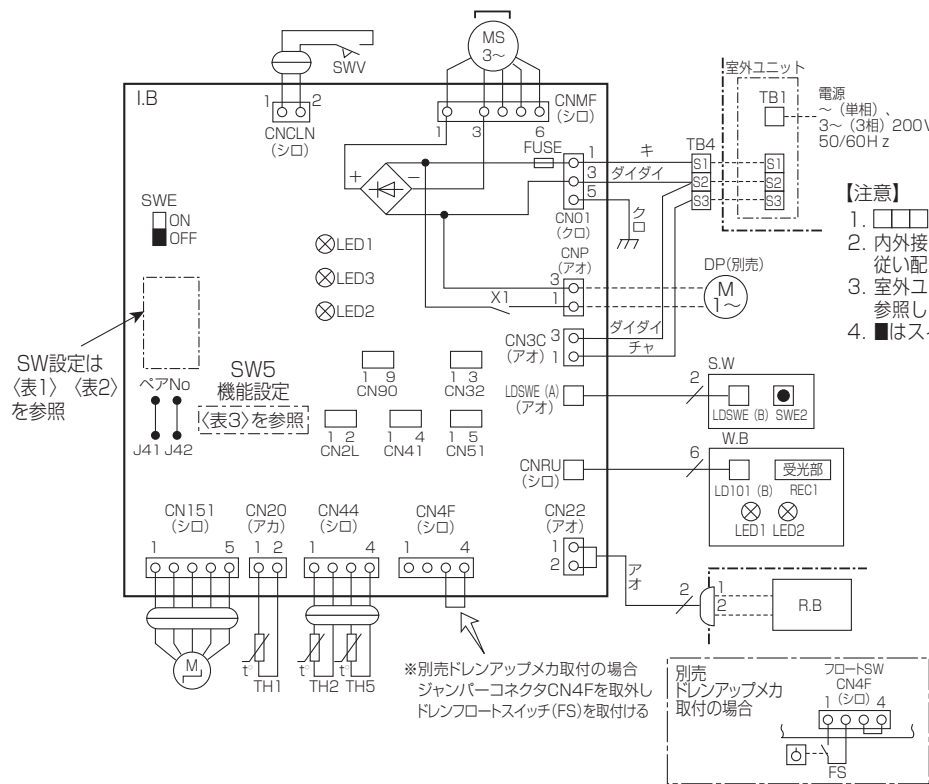 MS
3~
SWV
I.B
1 2
CNCLN
(シロ)
CNMF
(シロ)
1 3 6
FUSE
+ −
1
3
5
CN01
(クロ)
キ
ダイダイ
クロ
TB4
S1
S2
S3
室外ユニット
TB1
S1
S2
S3
電源
~ (単相)、
3~ (3相) 200V
50/60Hz
【注意】
1.
2. 内外接
従い配
3. 室外ユ
参照し
4. ■はス
SWE
ON
OFF
LED1
LED3
LED2
CNP
(アオ)
3
1
X1
DP(別売)
M
1~
CN3C
(アオ)
3
1
ダイダイ
チャ
SW設定は
〈表1〉〈表2〉
を参照
ペアNo
J41 J42
SW5
機能設定
〈表3〉を参照
1 9
CN90
1 3
CN32
1 2
CN2L
1 4
CN41
1 5
CN51
LDSWE (A)
(アオ)
2
S.W
LDSWE (B) SWE2
CNRU
(シロ)
6
W.B
受光部
LD101 (B) REC1
LED1 LED2
CN151
(シロ)
1 5
CN20
(アカ)
1 2
CN44
(シロ)
1 4
CN4F
(シロ)
1 4
CN22
(アオ)
1
2
アオ
2
1
2
R.B
M
t° TH1
t° TH2
t° TH5
※別売ドレンアップメカ取付の場合
ジャンパーコネクタCN4Fを取外し
ドレンフロートスイッチ(FS)を取付ける
別売
ドレンアップメカ
取付の場合
フロートSW
CN4F
(シロ)
1 4
FS